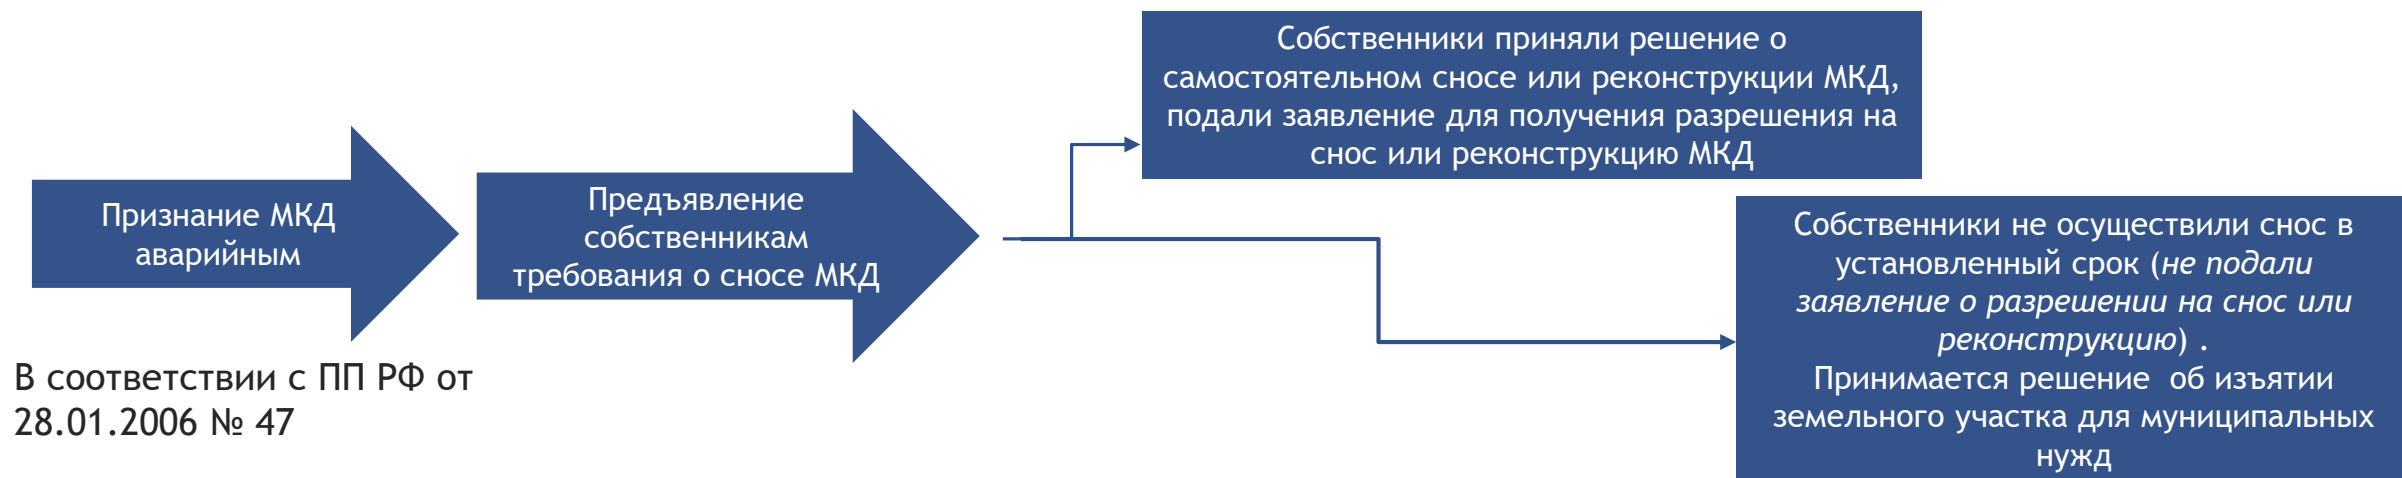 Собственники приняли решение о
самостоятельном сносе или реконструкции МКД,
подали заявление для получения разрешения на
снос или реконструкцию МКД
Признание МКД
аварийным
Предъявление
собственникам
требования о сносе МКД
Собственники не осуществили снос в
установленный срок (не подали
заявление о разрешении на снос или
реконструкцию) .
Принимается решение  об изъятии
земельного участка для муниципальных
нужд
В соответствии с ПП РФ от
28.01.2006 № 47